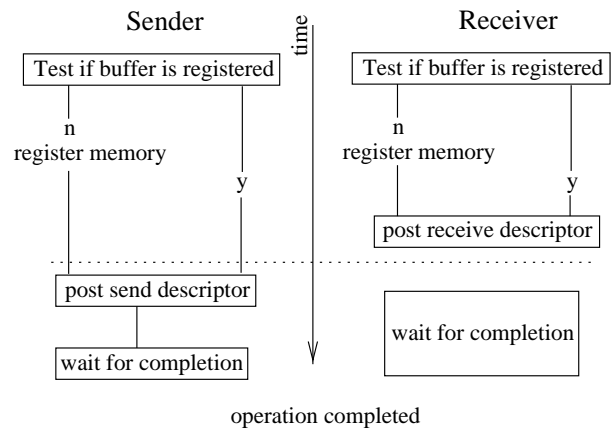 Sender
Test if buffer is registered
n
register memory
y
post send descriptor
wait for completion
time
Receiver
Test if buffer is registered
n
register memory
y
post receive descriptor
wait for completion
operation completed